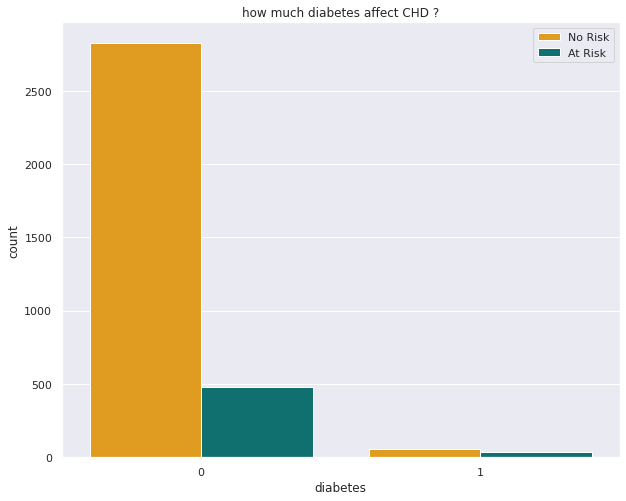 how much diabetes affect CHD ?
No Risk
At Risk
2500
2000
1500
1000
500
0
count
0 1
diabetes